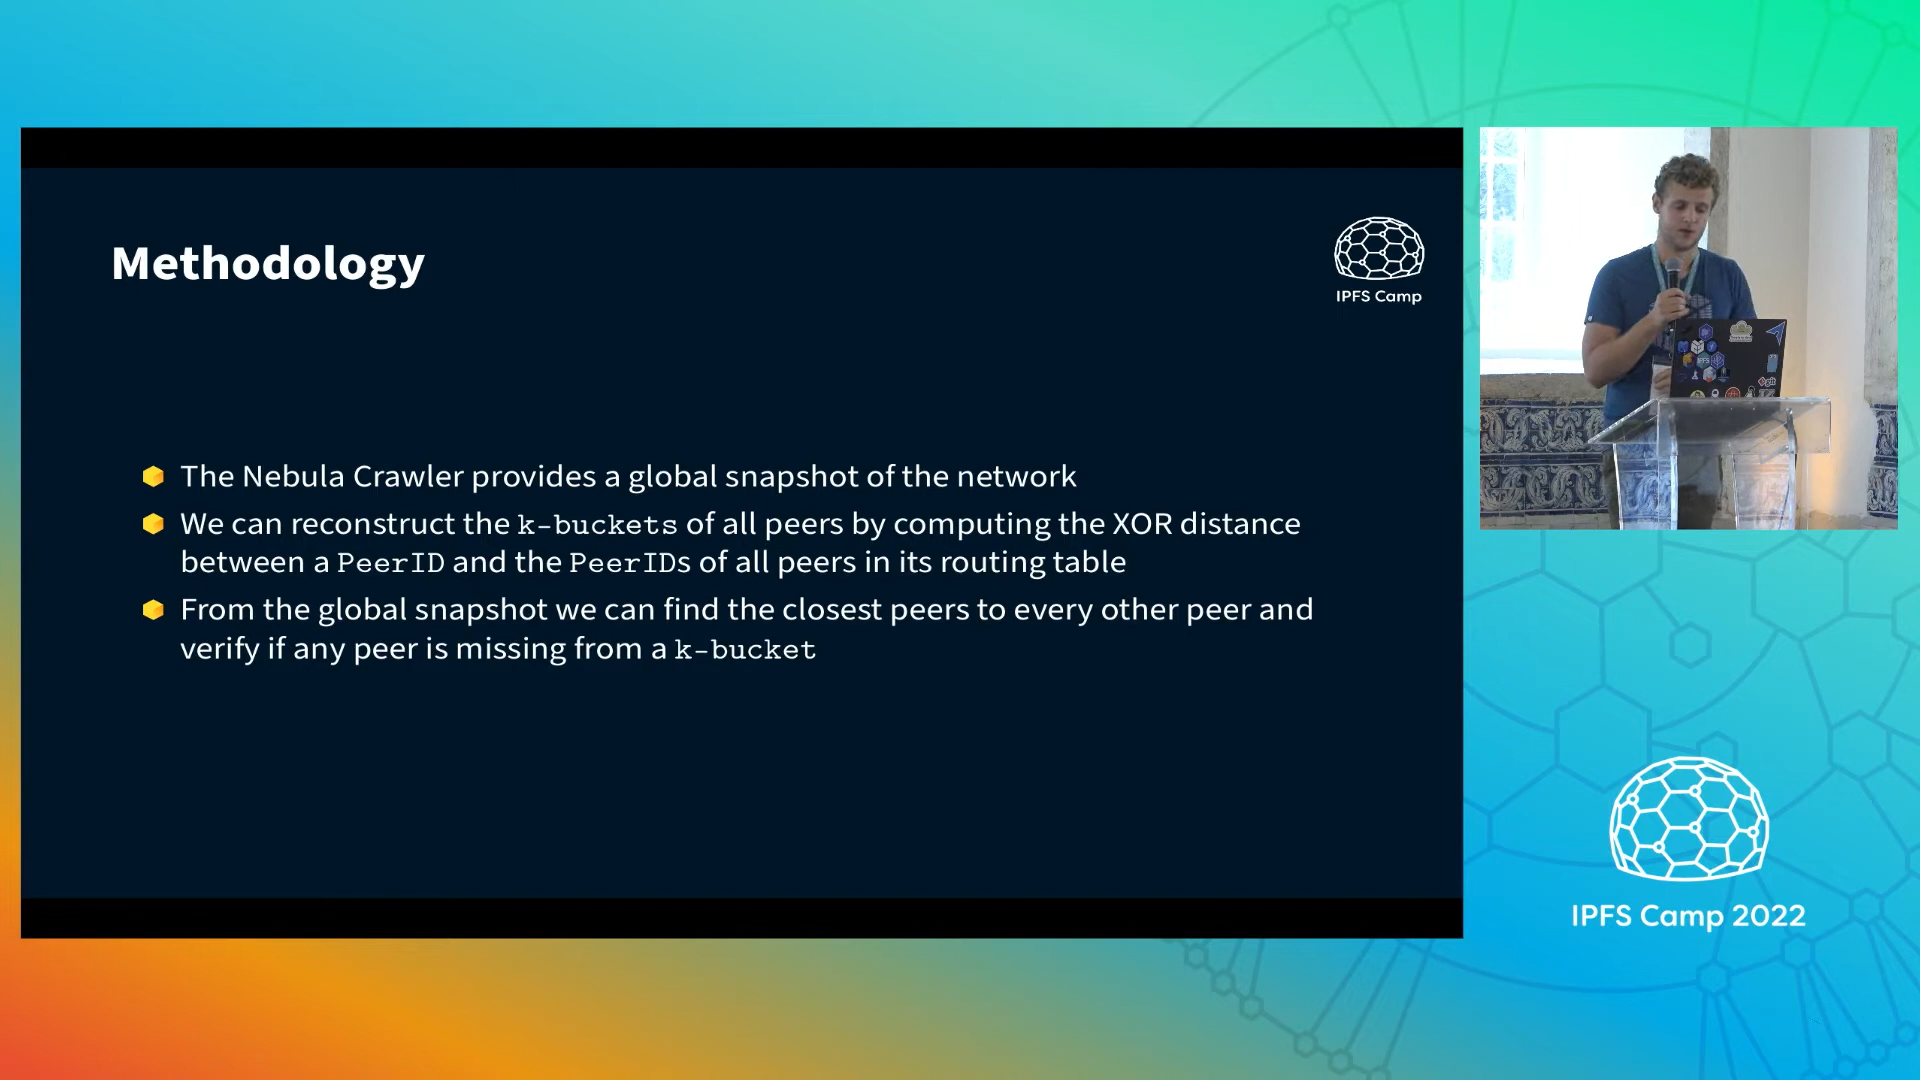 Methodology
IPFS Camp
The Nebula Crawler provides a global snapshot of the network
We can reconstruct the k-buckets of all peers by computing the XOR distance
between a PeerID and the PeerIDs of all peers in its routing table
From the global snapshot we can find the closest peers to every other peer and
verify if any peer is missing from a k-bucket
IPFS Camp 2022